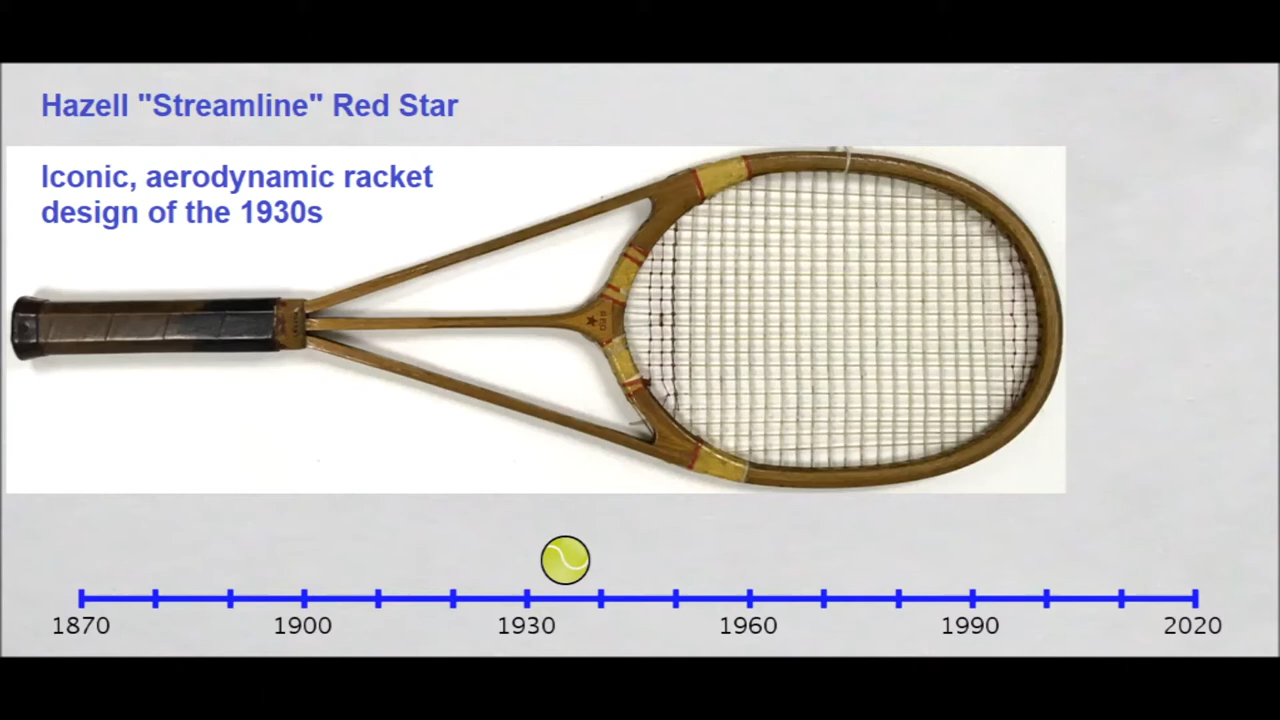 Hazell "Streamline" Red Star
Iconic, aerodynamic racket
design of the 1930s
1870 1900 1930 1960 1990 2020